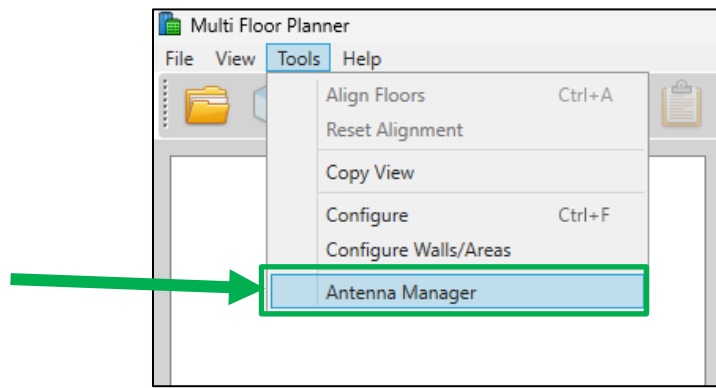 Multi Floor Planner
File View Tools Help
Align Floors Ctrl+A
Reset Alignment
Copy View
Configure Ctrl+F
Configure Walls/Areas
Antenna Manager